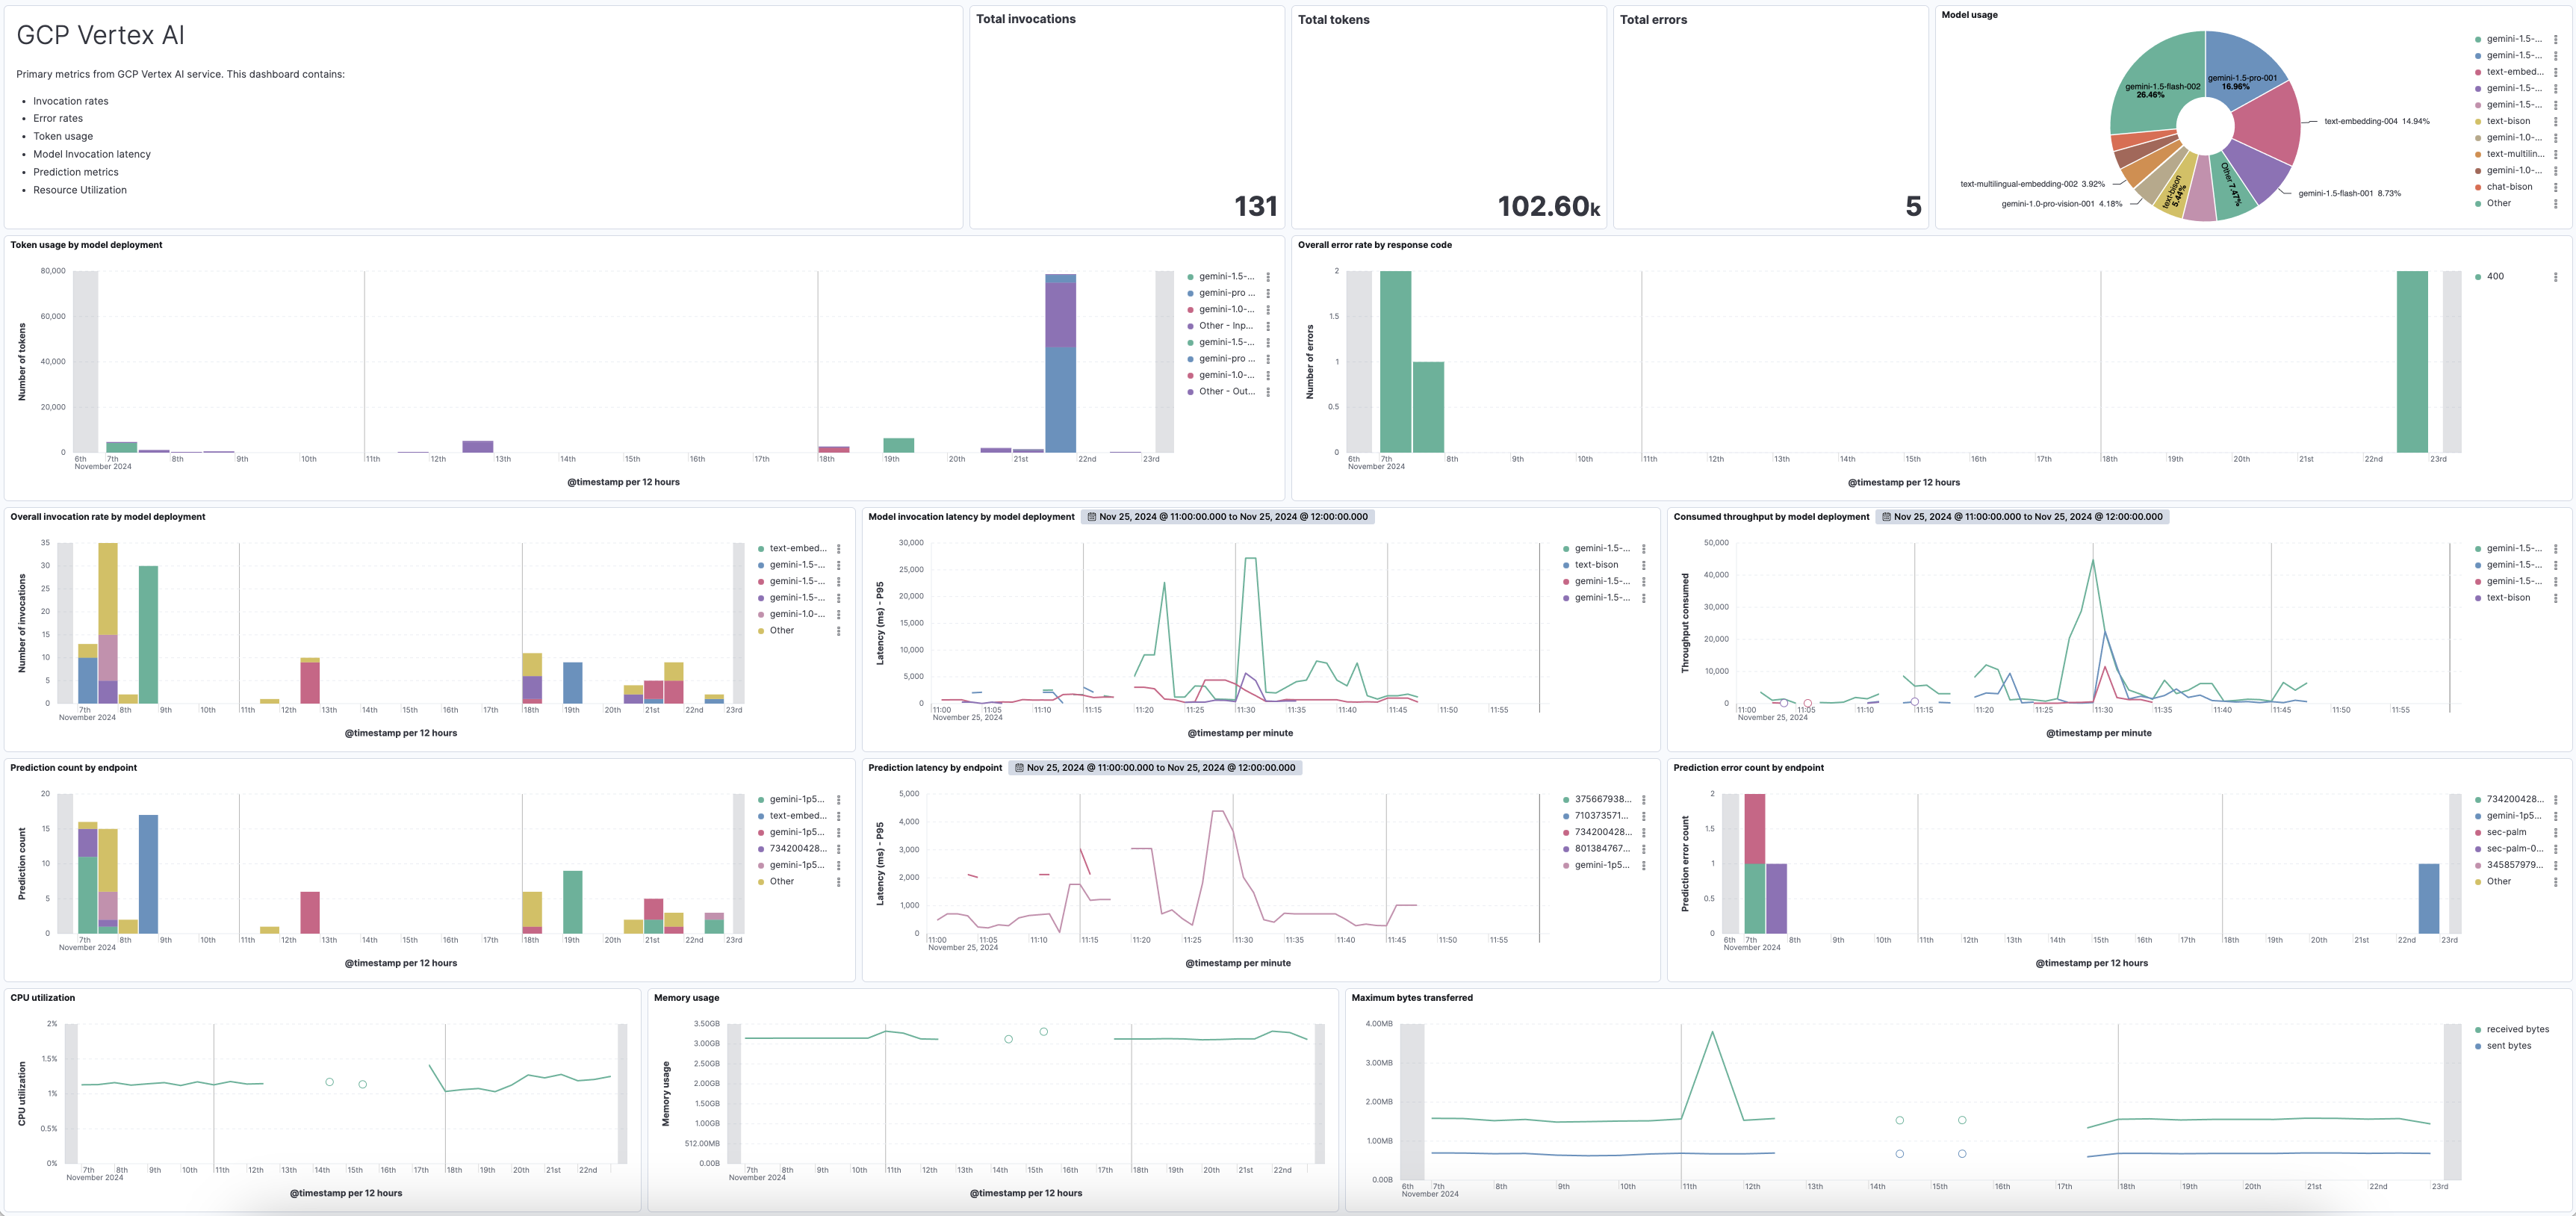 GCP Vertex AI
Primary metrics from GCP Vertex AI service. This dashboard contains:
• Invocation rates
• Error rates
• Token usage
• Model Invocation latency
• Prediction metrics
• Resource Utilization
Total invocations
131
Total tokens
102.60k
Total errors
5
Model usage
gemini-1.5-flash-002
26.46%
gemini-1.5-pro-001
16.96%
text-embedding-004 14.94%
gemini-1.5-flash-001 8.73%
Other 7.47%
text-bison
5.44%
gemini-1.0-pro-vision-001 4.18%
text-multilingual-embedding-002 3.92%
gemini-1.5-...
gemini-1.5-...
text-embed...
gemini-1.5-...
gemini-1.5-...
text-bison
gemini-1.0-...
text-multilin...
gemini-1.0-...
chat-bison
Other
Token usage by model deployment
Number of tokens
80,000
60,000
40,000
20,000
0
6th 7th 8th 9th 10th 11th 12th 13th 14th 15th 16th 17th 18th 19th 20th 21st 22nd 23rd
November 2024
@timestamp per 12 hours
gemini-1.5-...
gemini-pro ...
gemini-1.0-...
Other - Inp...
gemini-1.5-...
gemini-pro ...
gemini-1.0-...
Other - Out...
Overall error rate by response code
Number of errors
2
1.5
1
0.5
0
6th 7th 8th 9th 10th 11th 12th 13th 14th 15th 16th 17th 18th 19th 20th 21st 22nd 23rd
November 2024
@timestamp per 12 hours
400
Overall invocation rate by model deployment
Number of invocations
35
30
25
20
15
10
5
0
7th 8th 9th 10th 11th 12th 13th 14th 15th 16th 17th 18th 19th 20th 21st 22nd 23rd
November 2024
@timestamp per 12 hours
text-embed...
gemini-1.5-...
gemini-1.5-...
gemini-1.5-...
gemini-1.0-...
Other
Model invocation latency by model deployment Nov 25, 2024 @ 11:00:00.000 to Nov 25, 2024 @ 12:00:00.000
Latency (ms) - P95
30,000
25,000
20,000
15,000
10,000
5,000
0
11:00 11:05 11:10 11:15 11:20 11:25 11:30 11:35 11:40 11:45 11:50 11:55
November 25, 2024
@timestamp per minute
gemini-1.5-...
text-bison
gemini-1.5-...
gemini-1.5-...
Consumed throughput by model deployment Nov 25, 2024 @ 11:00:00.000 to Nov 25, 2024 @ 12:00:00.000
Throughput consumed
50,000
40,000
30,000
20,000
10,000
0
11:00 11:05 11:10 11:15 11:20 11:25 11:30 11:35 11:40 11:45 11:50 11:55
November 25, 2024
@timestamp per minute
gemini-1.5-...
gemini-1.5-...
gemini-1.5-...
text-bison
Prediction count by endpoint
Prediction count
20
15
10
5
0
7th 8th 9th 10th 11th 12th 13th 14th 15th 16th 17th 18th 19th 20th 21st 22nd 23rd
November 2024
@timestamp per 12 hours
gemini-1p5...
text-embed...
gemini-1p5...
734200428...
gemini-1p5...
Other
Prediction latency by endpoint Nov 25, 2024 @ 11:00:00.000 to Nov 25, 2024 @ 12:00:00.000
Latency (ms) - P95
5,000
4,000
3,000
2,000
1,000
0
11:00 11:05 11:10 11:15 11:20 11:25 11:30 11:35 11:40 11:45 11:50 11:55
November 25, 2024
@timestamp per minute
375667938...
710373571...
734200428...
801384767...
gemini-1p5...
Prediction error count by endpoint
Prediction error count
2
1.5
1
0.5
0
6th 7th 8th 9th 10th 11th 12th 13th 14th 15th 16th 17th 18th 19th 20th 21st 22nd 23rd
November 2024
@timestamp per 12 hours
734200428...
gemini-1p5...
sec-palm
sec-palm-0...
345857979...
Other
CPU utilization
CPU utilization
2%
1.5%
1%
0.5%
0%
7th 8th 9th 10th 11th 12th 13th 14th 15th 16th 17th 18th 19th 20th 21st 22nd
November 2024
@timestamp per 12 hours
Memory usage
Memory usage
3.50GB
3.00GB
2.50GB
2.00GB
1.50GB
1.00GB
512.00MB
0.00B
7th 8th 9th 10th 11th 12th 13th 14th 15th 16th 17th 18th 19th 20th 21st 22nd
November 2024
@timestamp per 12 hours
Maximum bytes transferred
4.00MB
3.00MB
2.00MB
1.00MB
0.00B
6th 7th 8th 9th 10th 11th 12th 13th 14th 15th 16th 17th 18th 19th 20th 21st 22nd 23rd
November 2024
@timestamp per 12 hours
received bytes
sent bytes